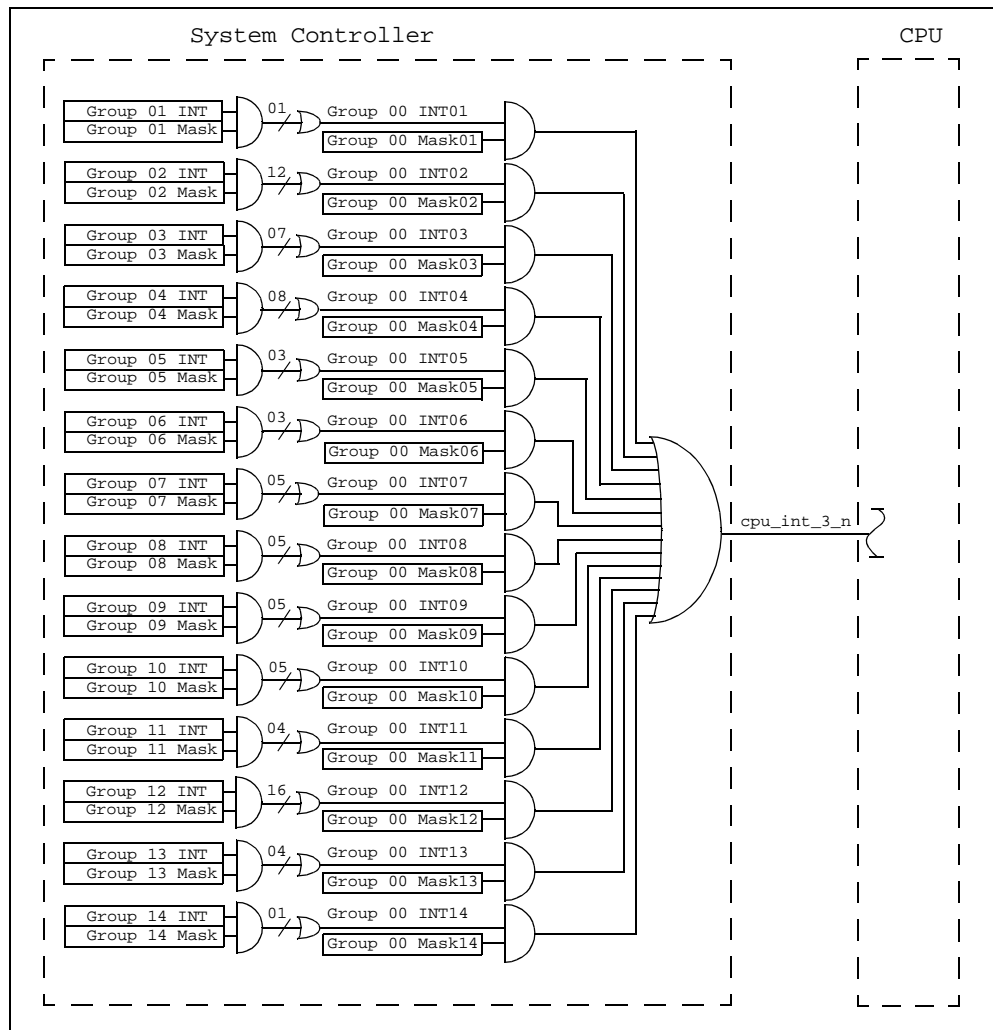 System Controller
CPU
Group 01 INT
Group 01 Mask
01
Group 00 INT01
Group 00 Mask01
Group 02 INT
Group 02 Mask
12
Group 00 INT02
Group 00 Mask02
Group 03 INT
Group 03 Mask
07
Group 00 INT03
Group 00 Mask03
Group 04 INT
Group 04 Mask
08
Group 00 INT04
Group 00 Mask04
Group 05 INT
Group 05 Mask
03
Group 00 INT05
Group 00 Mask05
Group 06 INT
Group 06 Mask
03
Group 00 INT06
Group 00 Mask06
Group 07 INT
Group 07 Mask
05
Group 00 INT07
Group 00 Mask07
cpu_int_3_n
Group 08 INT
Group 08 Mask
05
Group 00 INT08
Group 00 Mask08
Group 09 INT
Group 09 Mask
05
Group 00 INT09
Group 00 Mask09
Group 10 INT
Group 10 Mask
05
Group 00 INT10
Group 00 Mask10
Group 11 INT
Group 11 Mask
04
Group 00 INT11
Group 00 Mask11
Group 12 INT
Group 12 Mask
16
Group 00 INT12
Group 00 Mask12
Group 13 INT
Group 13 Mask
04
Group 00 INT13
Group 00 Mask13
Group 14 INT
Group 14 Mask
01
Group 00 INT14
Group 00 Mask14